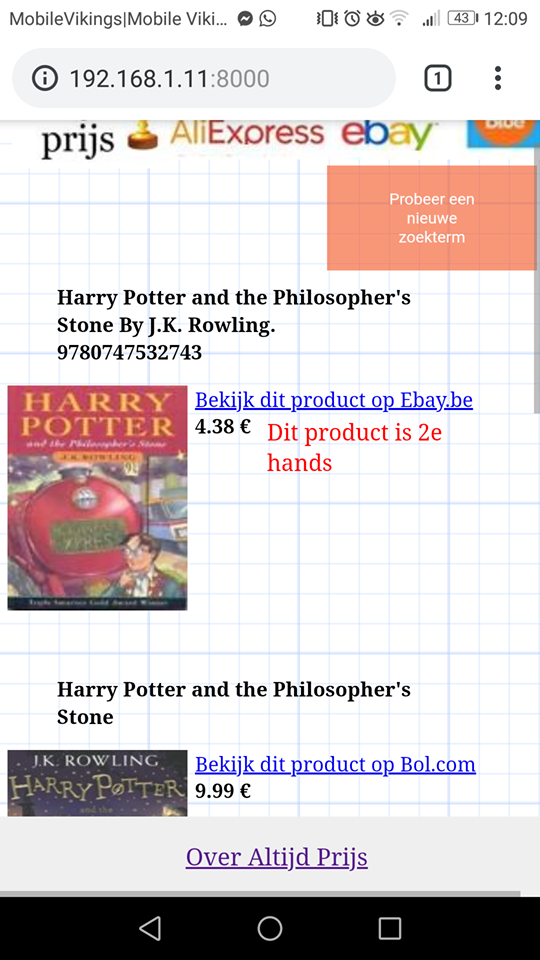 MobileVikings|Mobile Viki...
43
12:09
192.168.1.11:8000
1
prijs
AliExpress
ebay
blue
Probeer een
nieuwe
zoekterm
Harry Potter and the Philosopher's
Stone By J.K. Rowling.
9780747532743
HARRY
POTTER
and the Philosopher's Stone
J.K. ROWLING
Bekijk dit product op Ebay.be
4.38 €
Dit product is 2e
hands
Harry Potter and the Philosopher's
Stone
J.K. ROWLING
HARRY POTTER
and the
Bekijk dit product op Bol.com
9.99 €
Over Altijd Prijs